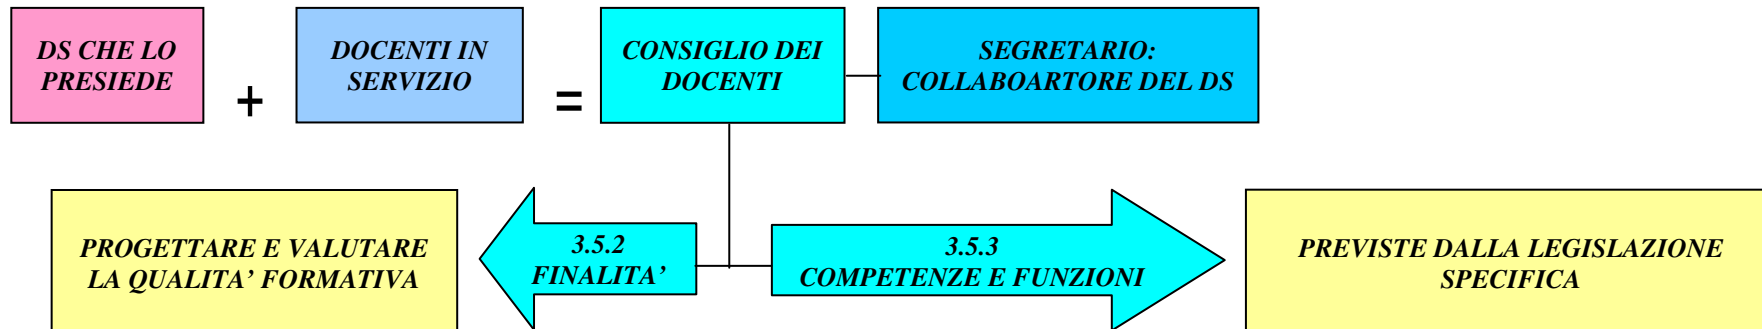 DS CHE LO
PRESIEDE
+
DOCENTI IN
SERVIZIO
=
CONSIGLIO DEI
DOCENTI
SEGRETARIO:
COLLABOARTORE DEL DS
PROGETTARE E VALUTARE
LA QUALITA’ FORMATIVA
3.5.2
FINALITA’
3.5.3
COMPETENZE E FUNZIONI
PREVISTE DALLA LEGISLAZIONE
SPECIFICA